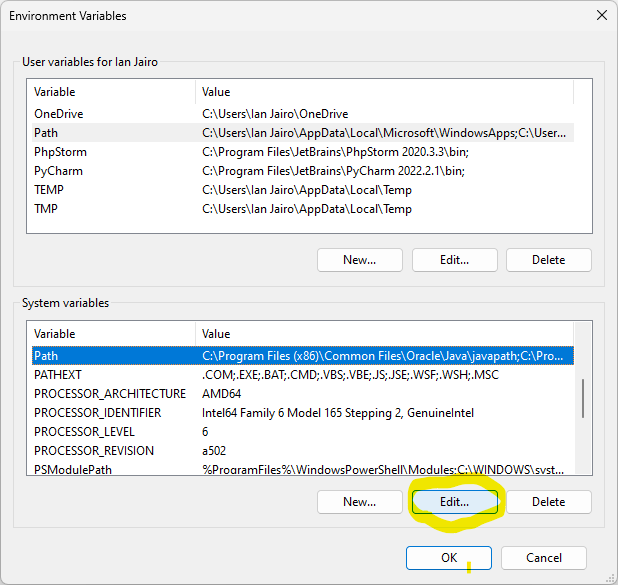 Environment Variables
User variables for Ian Jairo
Variable Value
OneDrive C:\Users\Ian Jairo\OneDrive
Path C:\Users\Ian Jairo\AppData\Local\Microsoft\WindowsApps;C:\User...
PhpStorm C:\Program Files\JetBrains\PhpStorm 2020.3.3\bin;
PyCharm C:\Program Files\JetBrains\PyCharm 2022.2.1\bin;
TEMP C:\Users\Ian Jairo\AppData\Local\Temp
TMP C:\Users\Ian Jairo\AppData\Local\Temp
New... Edit... Delete
System variables
Variable Value
Path C:\Program Files (x86)\Common Files\Oracle\Java\javapath;C:\Pro...
PATHEXT .COM;.EXE;.BAT;.CMD;.VBS;.VBE;.JS;.JSE;.WSF;.WSH;.MSC
PROCESSOR_ARCHITECTURE AMD64
PROCESSOR_IDENTIFIER Intel64 Family 6 Model 165 Stepping 2, GenuineIntel
PROCESSOR_LEVEL 6
PROCESSOR_REVISION a502
PSModulePath %ProgramFiles%\WindowsPowerShell\Modules;C:\WINDOWS\syst...
New... Edit... Delete
OK Cancel